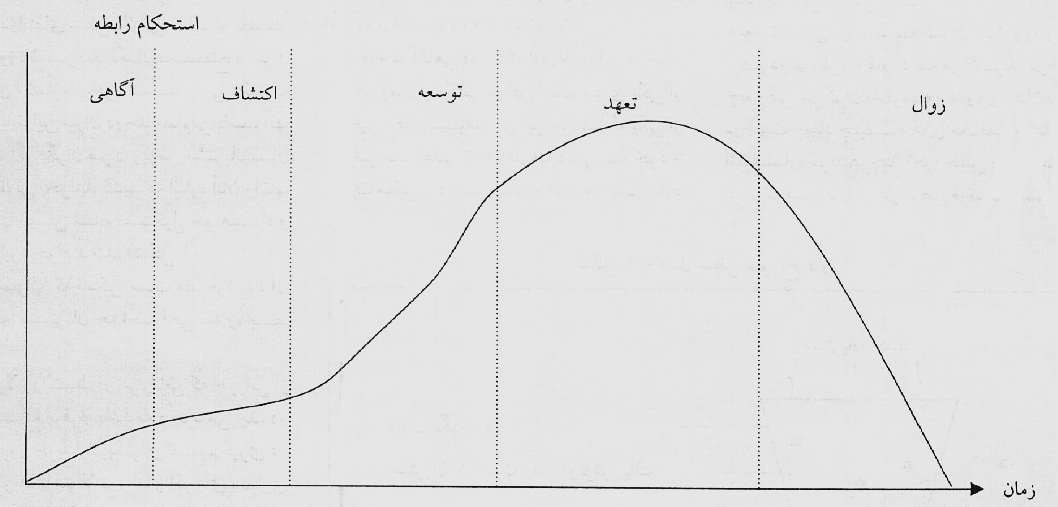 استحکام رابطه
آگاهی
اکتشاف
توسعه
تعهد
زوال
زمان